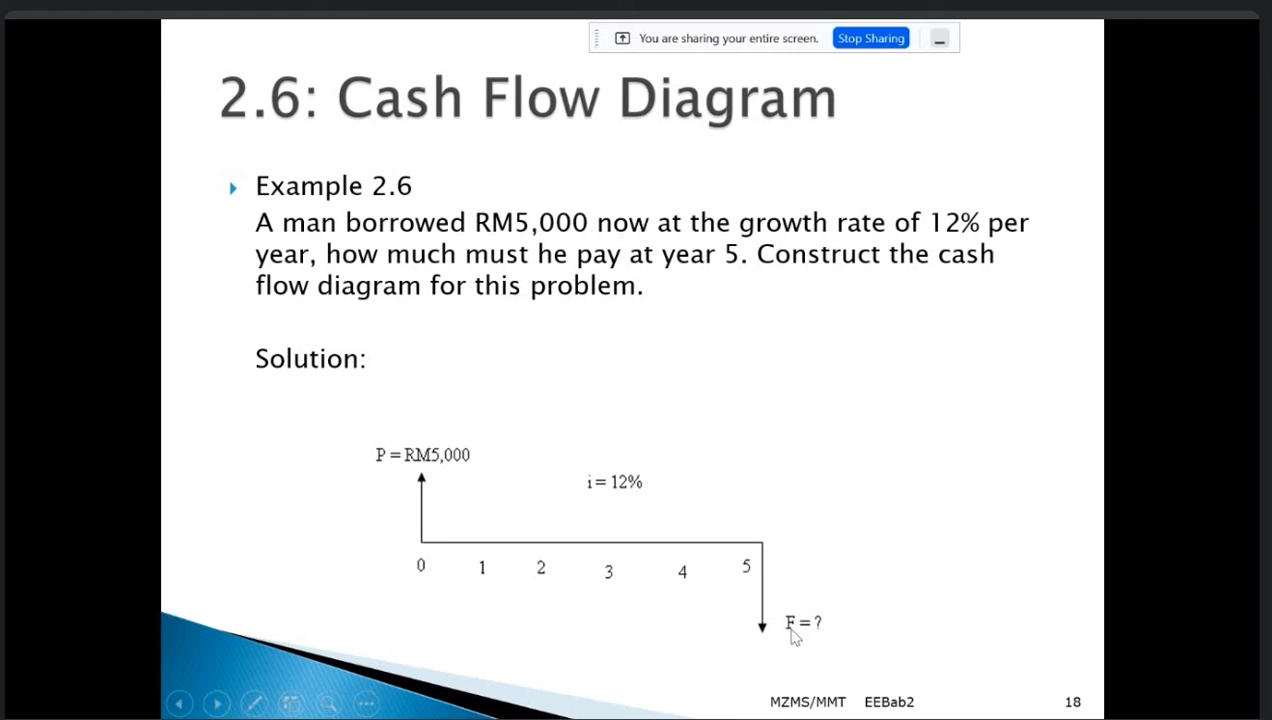 You are sharing your entire screen. Stop Sharing
2.6: Cash Flow Diagram
Example 2.6
A man borrowed RM5,000 now at the growth rate of 12% per
year, how much must he pay at year 5. Construct the cash
flow diagram for this problem.
Solution:
P = RM5,000
i = 12%
0 1 2 3 4 5
F = ?
MZMS/MMT EEBab2 18